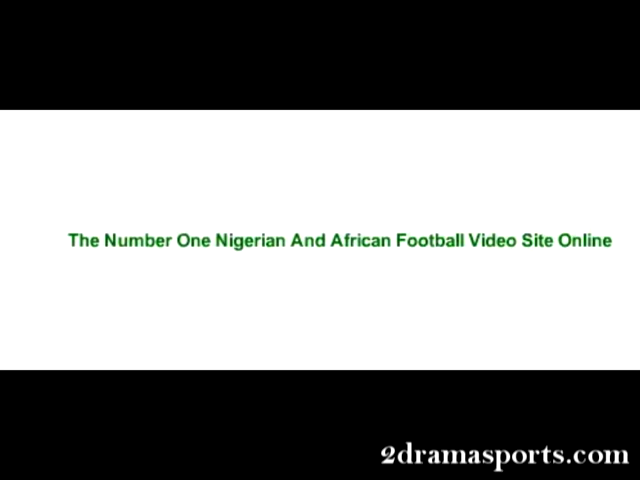 The Number One Nigerian And African Football Video Site Online
2dramasports.com